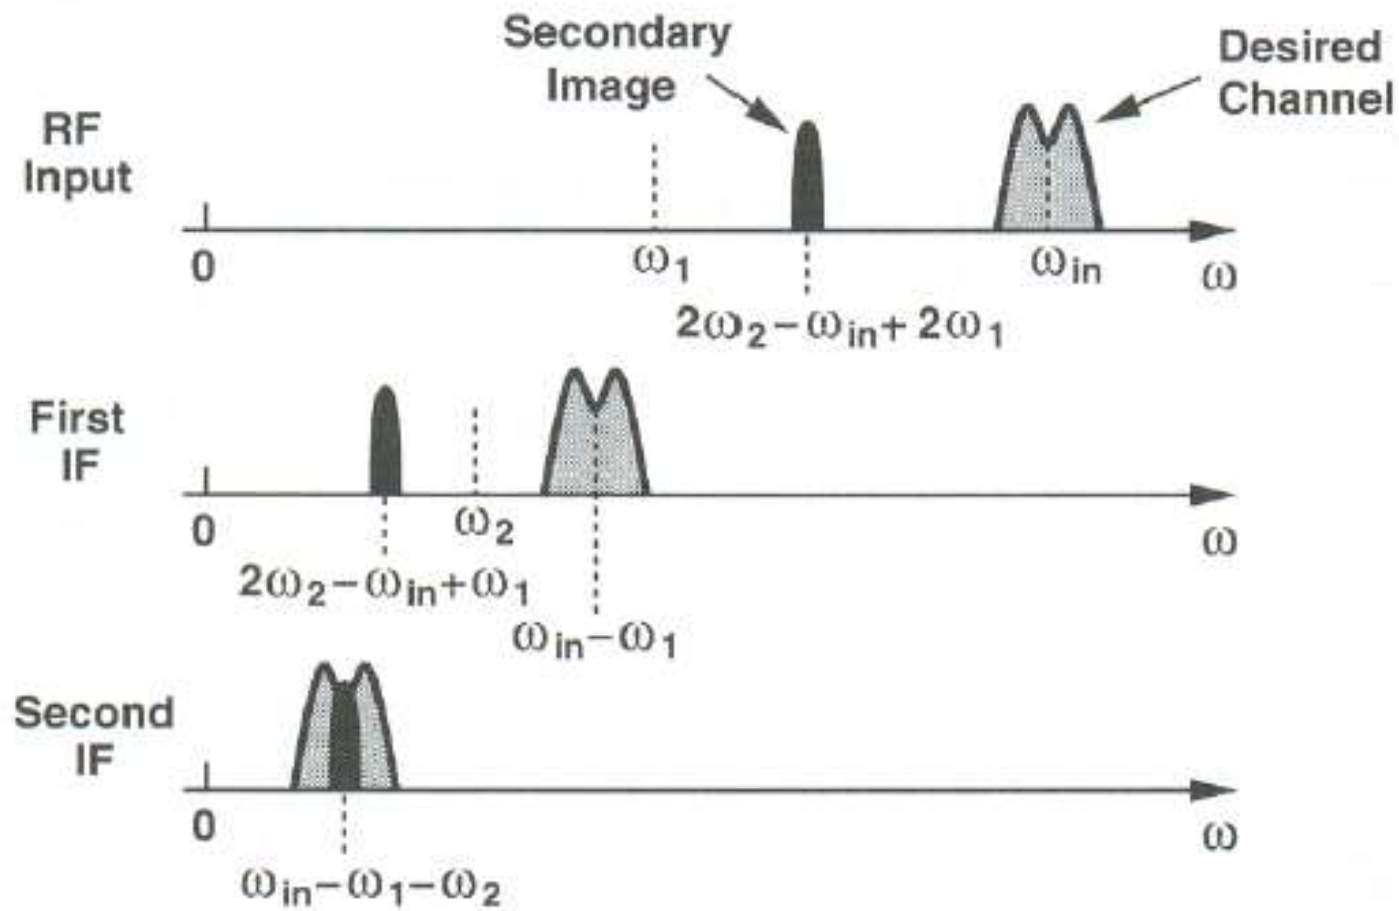 Secondary
Image
Desired
Channel
RF
Input
0
ω1
ωin
ω
2ω2−ωin+2ω1
First
IF
0
ω2
ω
2ω2−ωin+ω1
ωin−ω1
Second
IF
0
ω
ωin−ω1−ω2